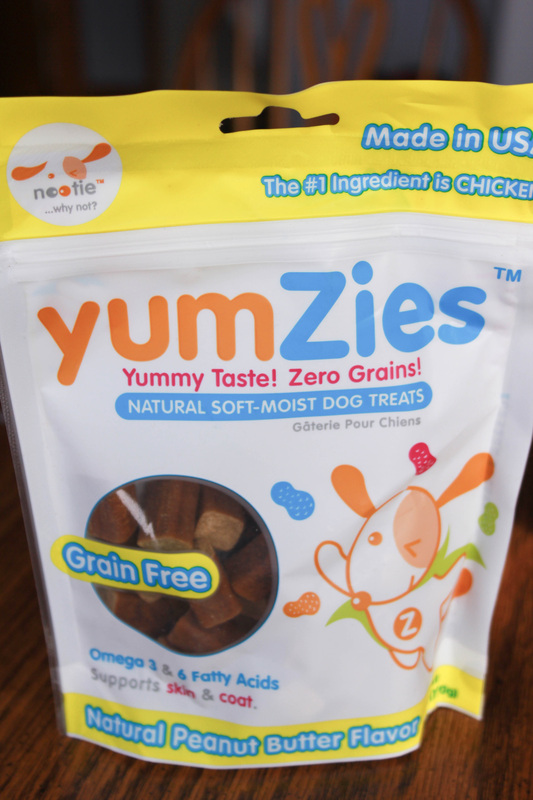 Made in USA
The #1 Ingredient is CHICKEN
nootie™
...why not?
yumZies™
Yummy Taste! Zero Grains!
NATURAL SOFT-MOIST DOG TREATS
Gâterie Pour Chiens
Grain Free
Z
Omega 3 & 6 Fatty Acids
Supports skin & coat.
Natural Peanut Butter Flavor